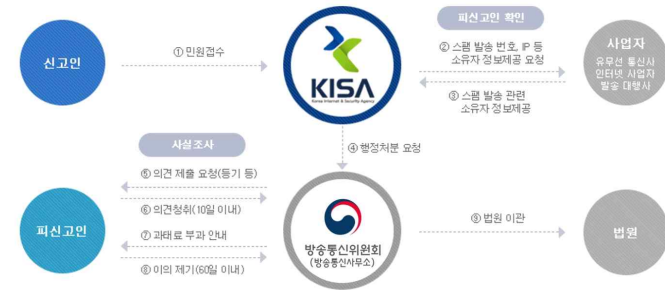 신고인
① 민원접수
KISA
Korea Internet & Security Agency
피신고인 확인
② 스팸 발송 번호, IP 등
소유자 정보제공 요청
③ 스팸 발송 관련
소유자 정보제공
사업자
유무선 통신사
인터넷 사업자
발송 대행사
④ 행정처분 요청
사실조사
⑤ 의견 제출 요청(등기 등)
⑥ 의견청취(10일 이내)
⑦ 과태료 부과 안내
⑧ 이의 제기(60일 이내)
피신고인
방송통신위원회
(방송통신사무소)
⑨ 법원 이관
법원